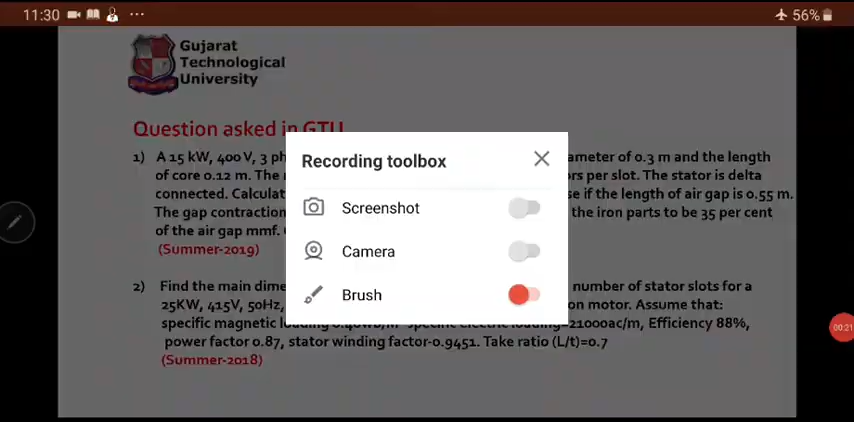 11:30 56%
Gujarat
Technological
University
Question asked in GTU
1) A 15 kW, 400 V, 3 ph ameter of 0.3 m and the length
of core 0.12 m. The ors per slot. The stator is delta
connected. Calculat se if the length of air gap is 0.55 m.
The gap contraction the iron parts to be 35 per cent
of the air gap mmf.
(Summer-2019)
Recording toolbox
Screenshot
Camera
Brush
00:21
2) Find the main dime number of stator slots for a
25KW, 415V, 50Hz, on motor. Assume that:
specific magnetic loading 0.46wb/m specific electric loading=21000ac/m, Efficiency 88%,
power factor 0.87, stator winding factor-0.9451. Take ratio (L/t)=0.7
(Summer-2018)